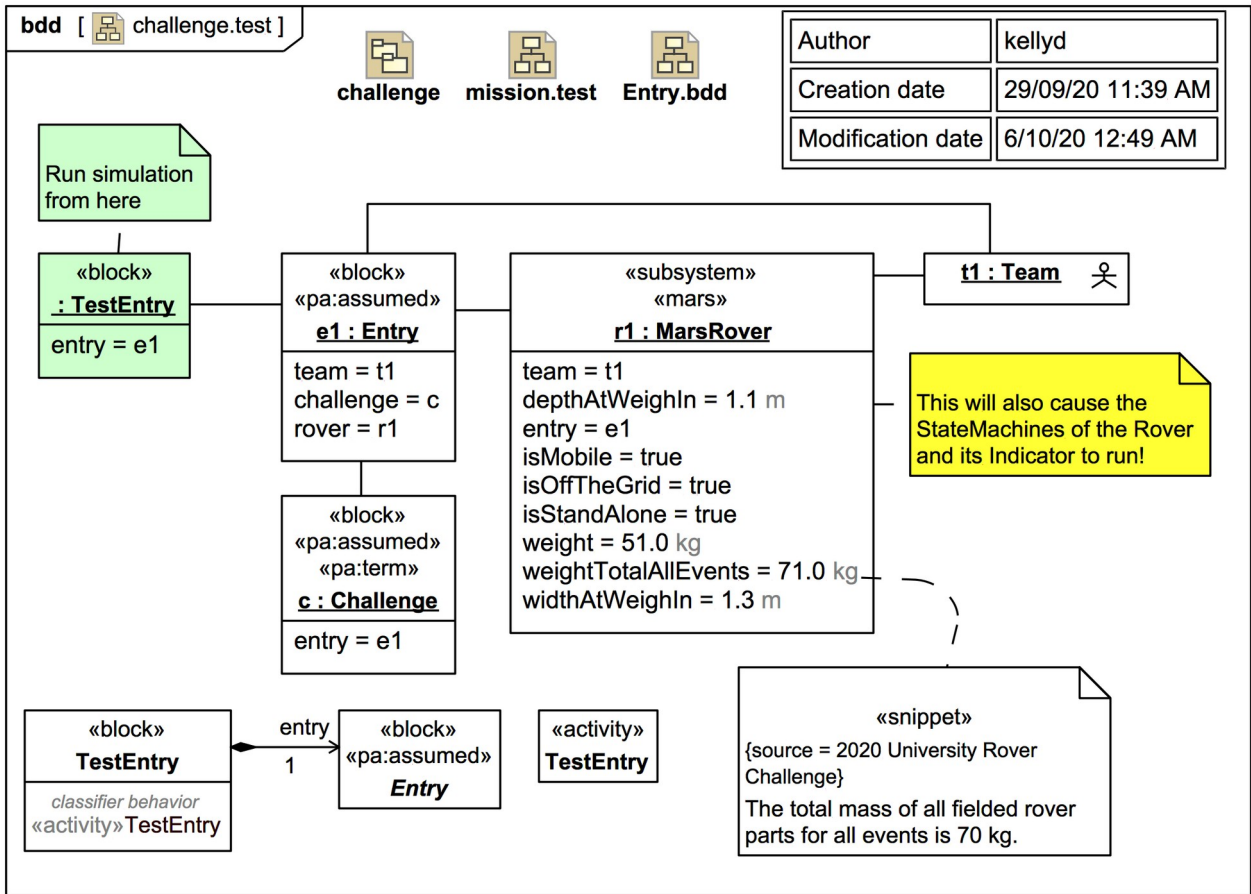 bdd [ challenge.test ]
challenge
mission.test
Entry.bdd
Author kellyd
Creation date 29/09/20 11:39 AM
Modification date 6/10/20 12:49 AM
Run simulation
from here
«block»
: TestEntry
entry = e1
«block»
«pa:assumed»
e1 : Entry
team = t1
challenge = c
rover = r1
«subsystem»
«mars»
r1 : MarsRover
team = t1
depthAtWeighIn = 1.1 m
entry = e1
isMobile = true
isOffTheGrid = true
isStandAlone = true
weight = 51.0 kg
weightTotalAllEvents = 71.0 kg
widthAtWeighIn = 1.3 m
t1 : Team
This will also cause the
StateMachines of the Rover
and its Indicator to run!
«block»
«pa:assumed»
«pa:term»
c : Challenge
entry = e1
«block»
TestEntry
classifier behavior
«activity»TestEntry
entry
1
«block»
«pa:assumed»
Entry
«activity»
TestEntry
«snippet»
{source = 2020 University Rover
Challenge}
The total mass of all fielded rover
parts for all events is 70 kg.